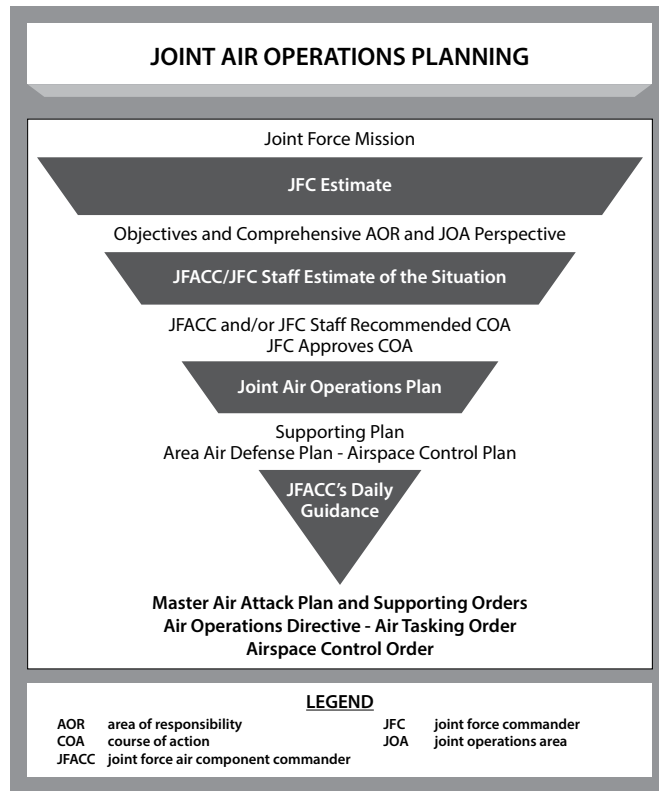 JOINT AIR OPERATIONS PLANNING
Joint Force Mission
JFC Estimate
Objectives and Comprehensive AOR and JOA Perspective
JFACC/JFC Staff Estimate of the Situation
JFACC and/or JFC Staff Recommended COA
JFC Approves COA
Joint Air Operations Plan
Supporting Plan
Area Air Defense Plan - Airspace Control Plan
JFACC's Daily
Guidance
Master Air Attack Plan and Supporting Orders
Air Operations Directive - Air Tasking Order
Airspace Control Order
LEGEND
AOR area of responsibility
COA course of action
JFACC joint force air component commander
JFC joint force commander
JOA joint operations area